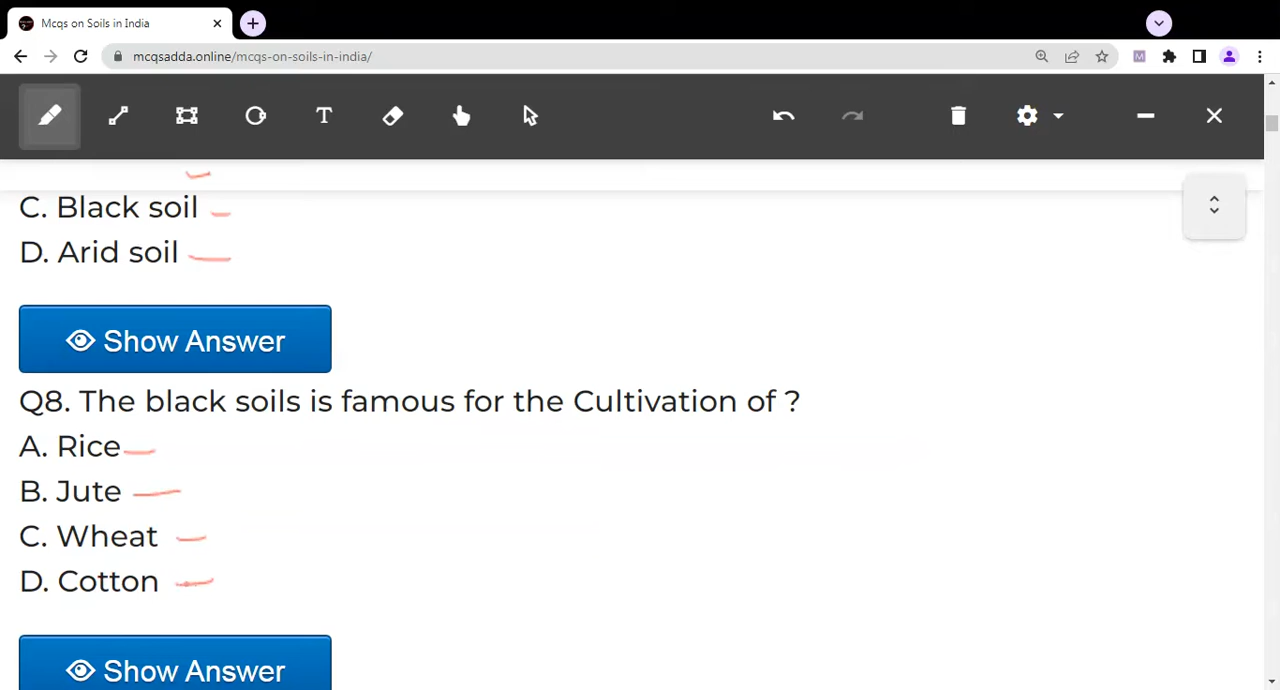 Mcqs on Soils in India
mcqsadda.online/mcqs-on-soils-in-india/
T
C. Black soil
D. Arid soil
Show Answer
Q8. The black soils is famous for the Cultivation of ?
A. Rice
B. Jute
C. Wheat
D. Cotton
Show Answer